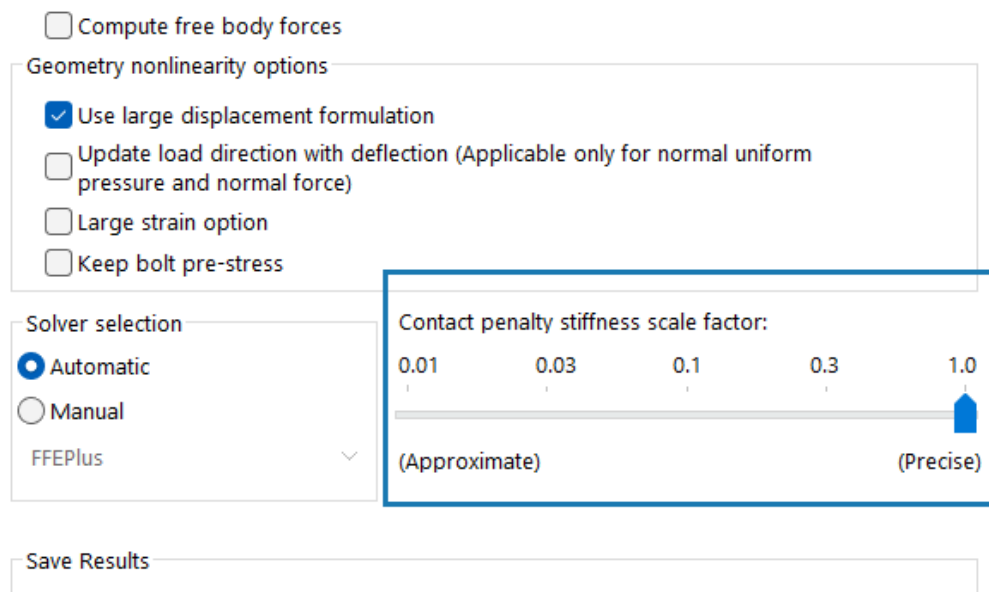 Compute free body forces
Geometry nonlinearity options
Use large displacement formulation
Update load direction with deflection (Applicable only for normal uniform
pressure and normal force)
Large strain option
Keep bolt pre-stress
Solver selection
Automatic
Manual
FFEPlus
Contact penalty stiffness scale factor:
0.01 0.03 0.1 0.3 1.0
(Approximate) (Precise)
Save Results